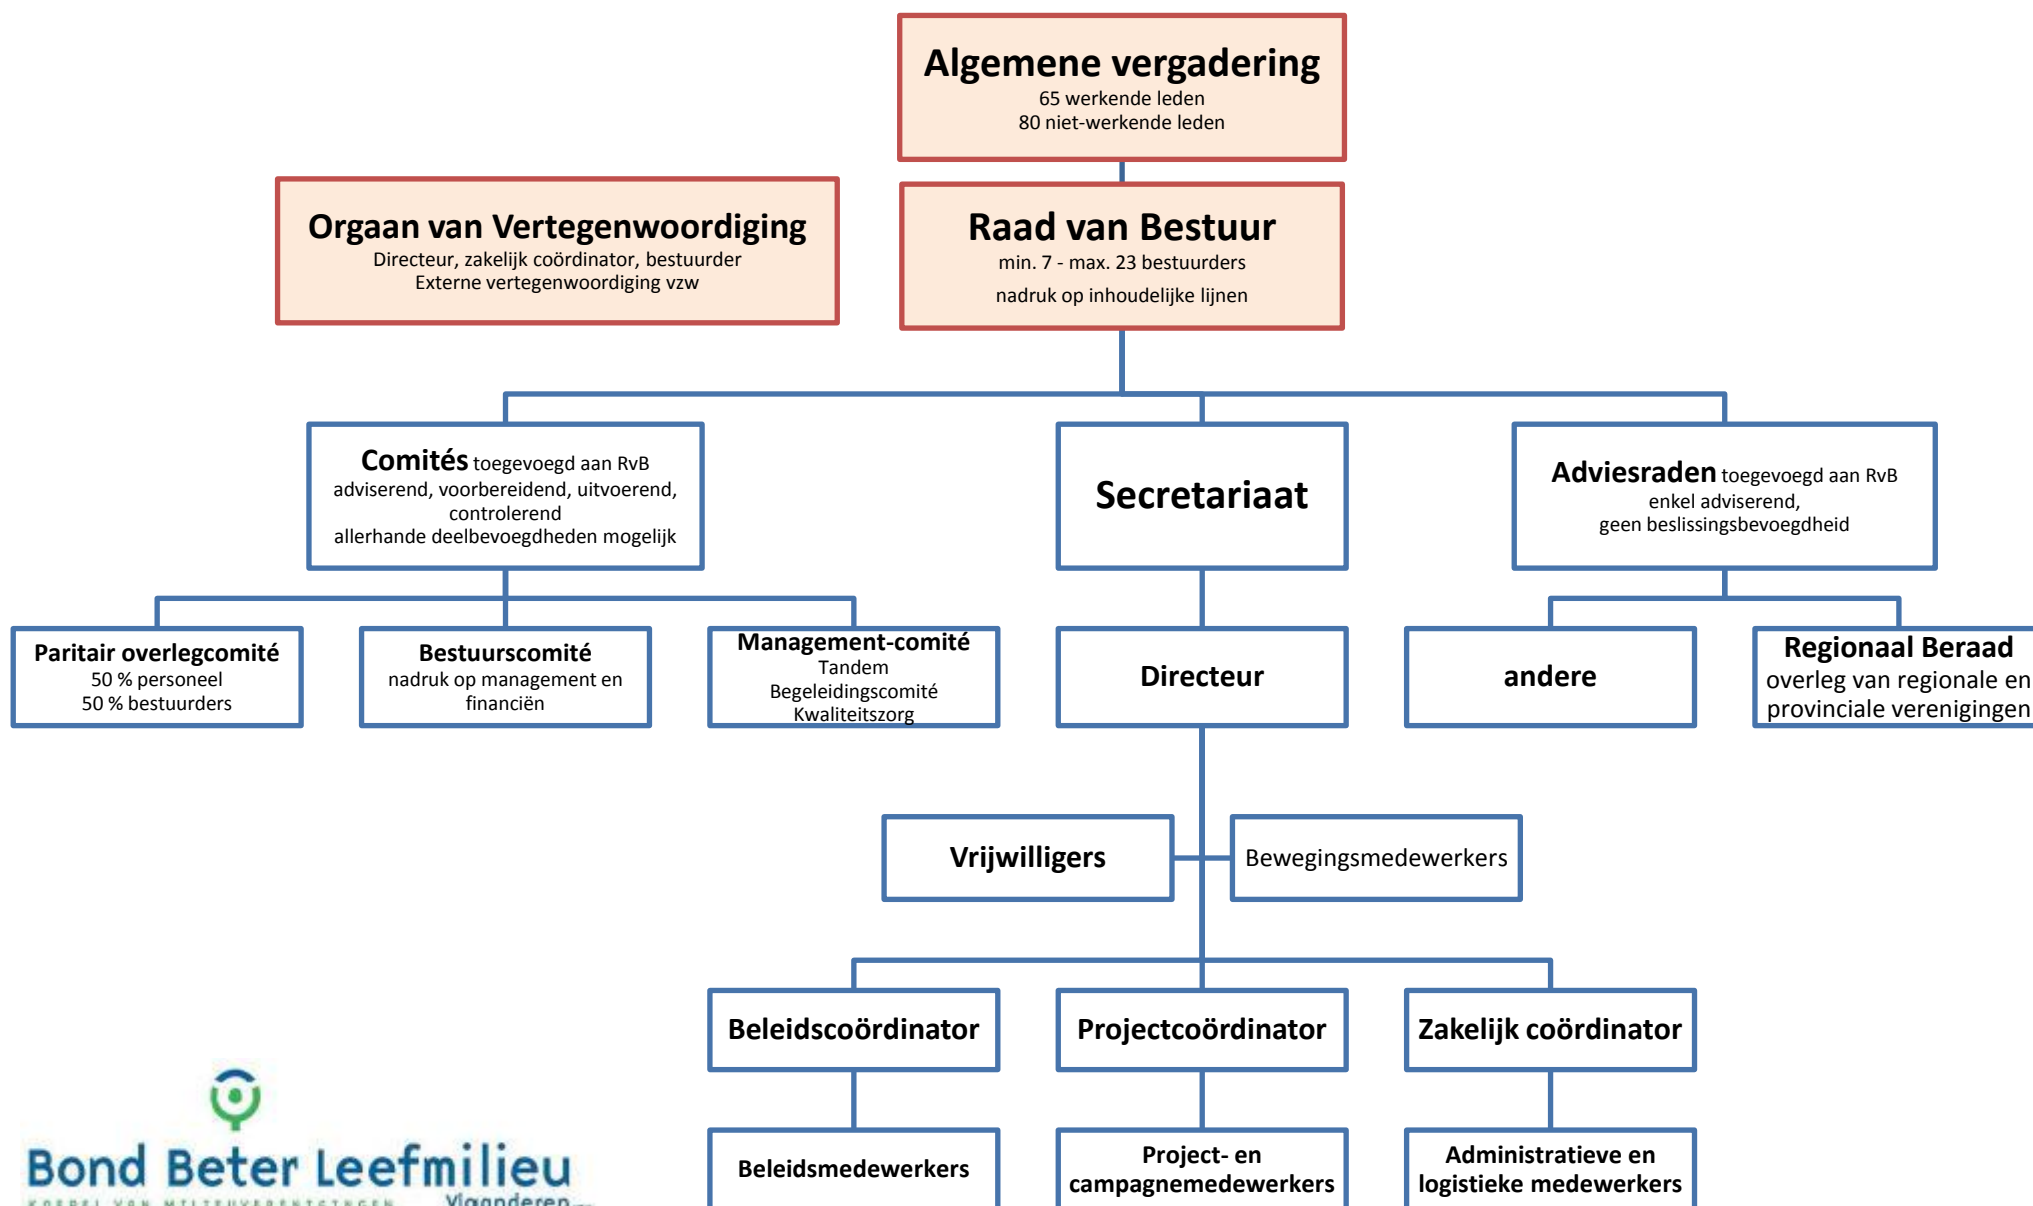 Algemene vergadering
65 werkende leden
80 niet-werkende leden
Orgaan van Vertegenwoordiging
Directeur, zakelijk coördinator, bestuurder
Externe vertegenwoordiging vzw
Raad van Bestuur
min. 7 - max. 23 bestuurders
nadruk op inhoudelijke lijnen
Comités toegevoegd aan RvB
adviserend, voorbereidend, uitvoerend,
controlerend
allerhande deelbevoegdheden mogelijk
Secretariaat
Adviesraden toegevoegd aan RvB
enkel adviserend,
geen beslissingsbevoegdheid
Paritair overlegcomité
50 % personeel
50 % bestuurders
Bestuurscomité
nadruk op management en
financiën
Management-comité
Tandem
Begeleidingscomité
Kwaliteitszorg
Directeur
andere
Regionaal Beraad
overleg van regionale en
provinciale verenigingen
Vrijwilligers
Bewegingsmedewerkers
Beleidscoördinator
Projectcoördinator
Zakelijk coördinator
Beleidsmedewerkers
Project- en
campagnemedewerkers
Administratieve en
logistieke medewerkers
Bond Beter Leefmilieu
KOEPEL VAN MILIEUVERENIGINGEN Vlaanderen